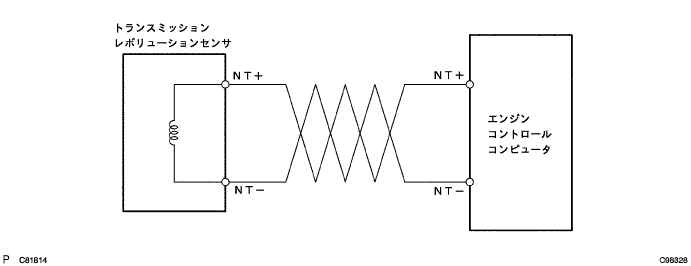 トランスミッション
レボリューションセンサ
NT+
NT−
NT+
NT−
エンジン
コントロール
コンピュータ
P C81814
C98328